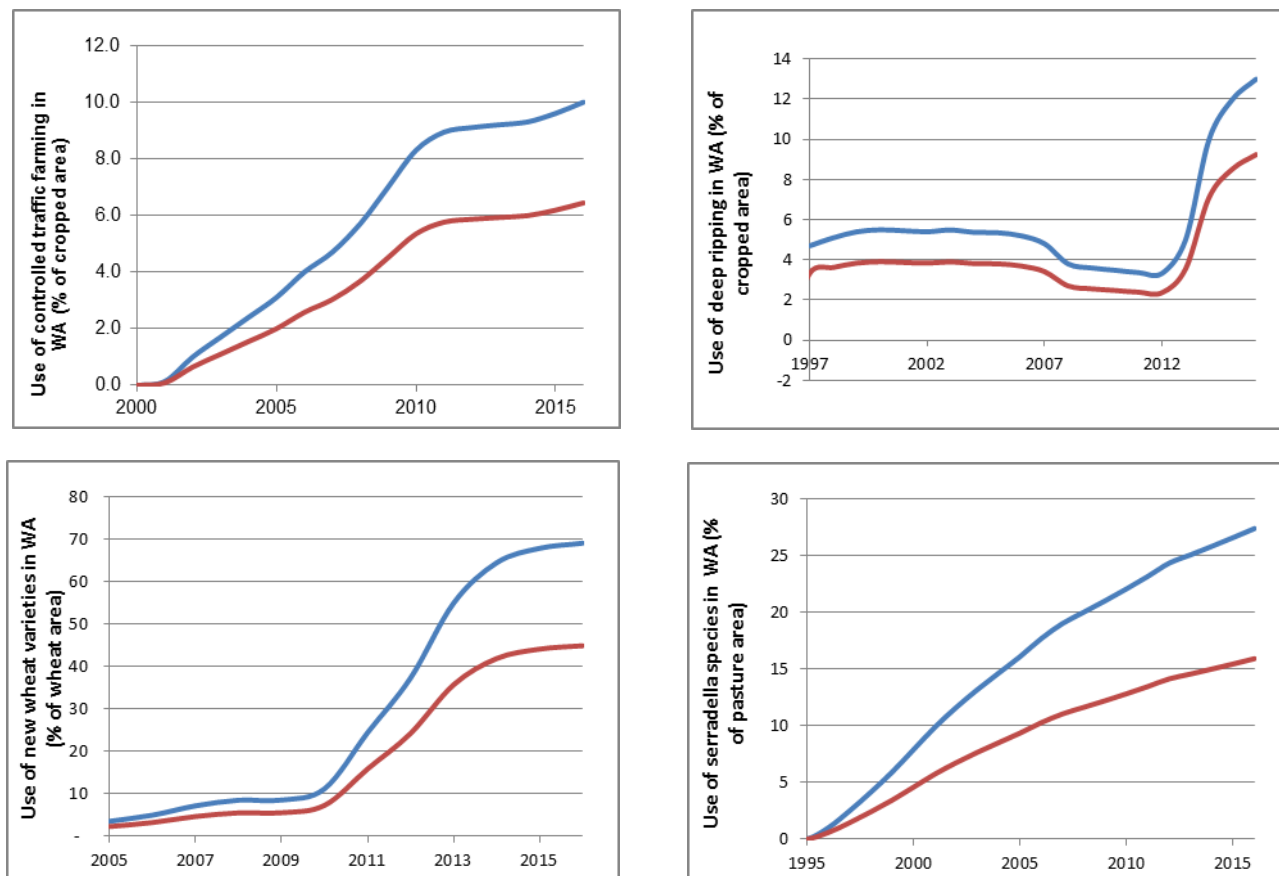 Use of controlled traffic farming in
WA (% of cropped area)
12.0
10.0
8.0
6.0
4.0
2.0
0.0
2000 2005 2010 2015
Use of deep ripping in WA (% of
cropped area)
14
12
10
8
6
4
2
0
-2
1997 2002 2007 2012
Use of new wheat varieties in WA
(% of wheat area)
80
70
60
50
40
30
20
10
-
2005 2007 2009 2011 2013 2015
Use of serradella species in WA (%
of pasture area)
30
25
20
15
10
5
0
1995 2000 2005 2010 2015